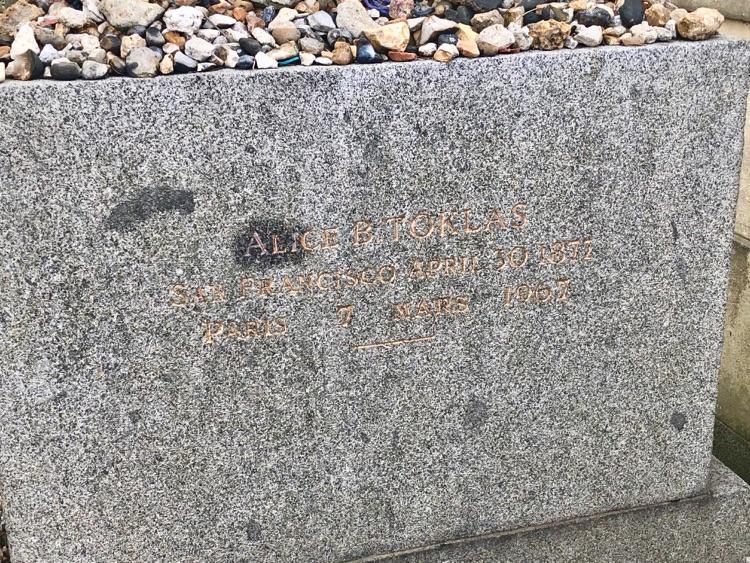 ALICE B. TOKLAS
SAN FRANCISCO APRIL 30 1877
PARIS 7 MARS 1967